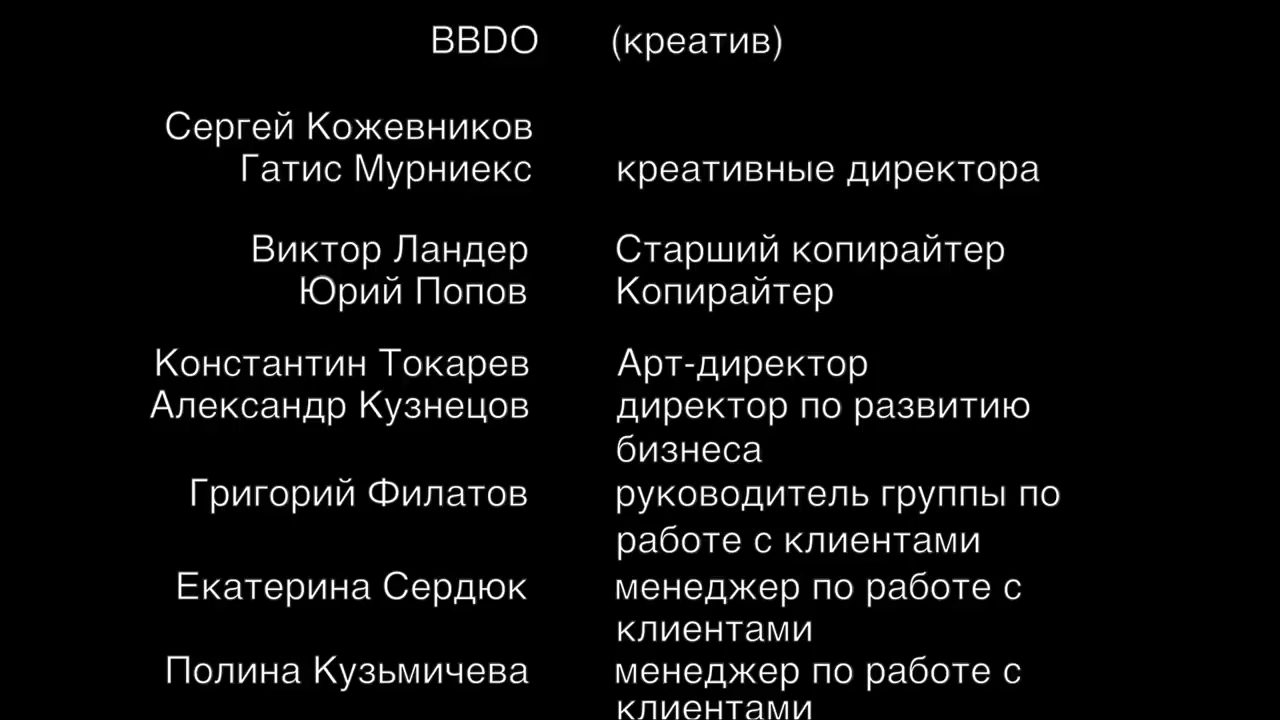 BBDO (креатив)
Сергей Кожевников
Гатис Мурниекс креативные директора
Виктор Ландер Старший копирайтер
Юрий Попов Копирайтер
Константин Токарев Арт-директор
Александр Кузнецов директор по развитию
бизнеса
Григорий Филатов руководитель группы по
работе с клиентами
Екатерина Сердюк менеджер по работе с
клиентами
Полина Кузьмичева менеджер по работе с
клиентами